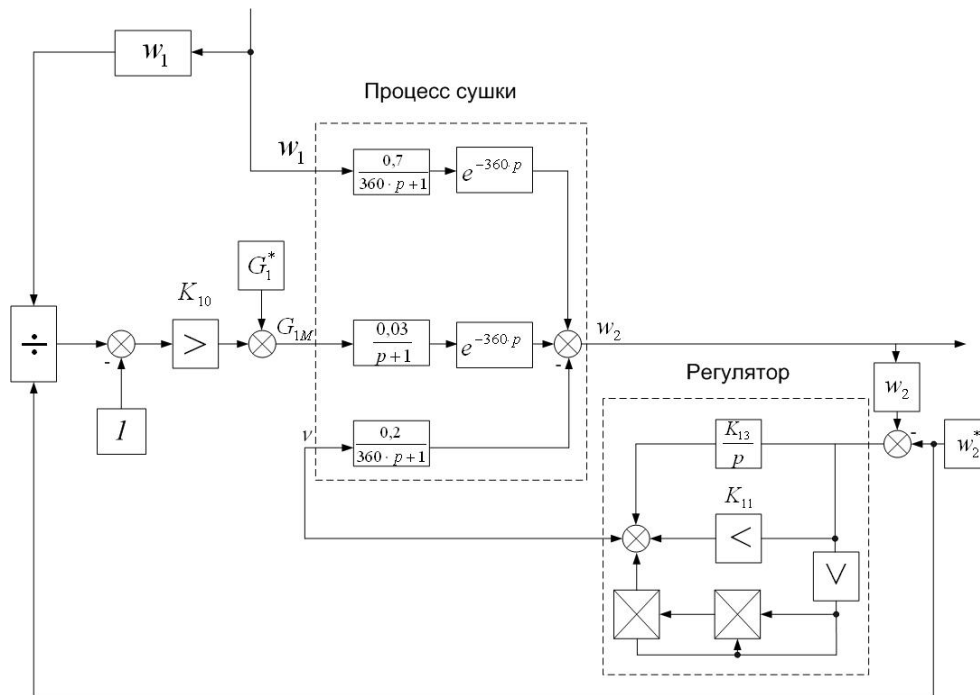 w₁
Процесс сушки
w₁
0,7
360· p +1
e^{-360· p}
G₁*
K₁₀
÷
-
>
G₁ₘ
0,03
p +1
e^{-360· p}
w₂
-
1
Регулятор
w₂
ν
0,2
360· p +1
K₁₃
p
-
w₂*
K₁₁
<
>